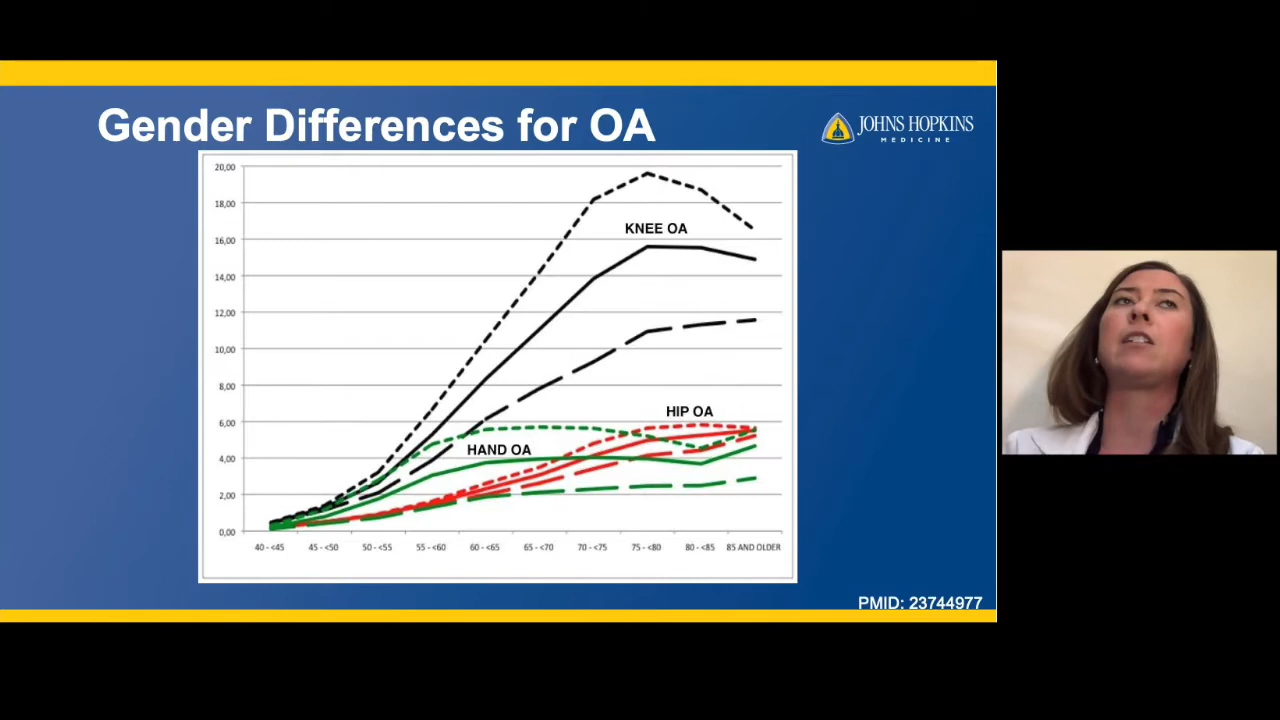 Gender Differences for OA
JOHNS HOPKINS
MEDICINE
20,00
18,00
16,00
14,00
12,00
10,00
8,00
6,00
4,00
2,00
0,00
KNEE OA
HIP OA
HAND OA
40 - <45 45 - <50 50 - <55 55 - <60 60 - <65 65 - <70 70 - <75 75 - <80 80 - <85 85 AND OLDER
PMID: 23744977